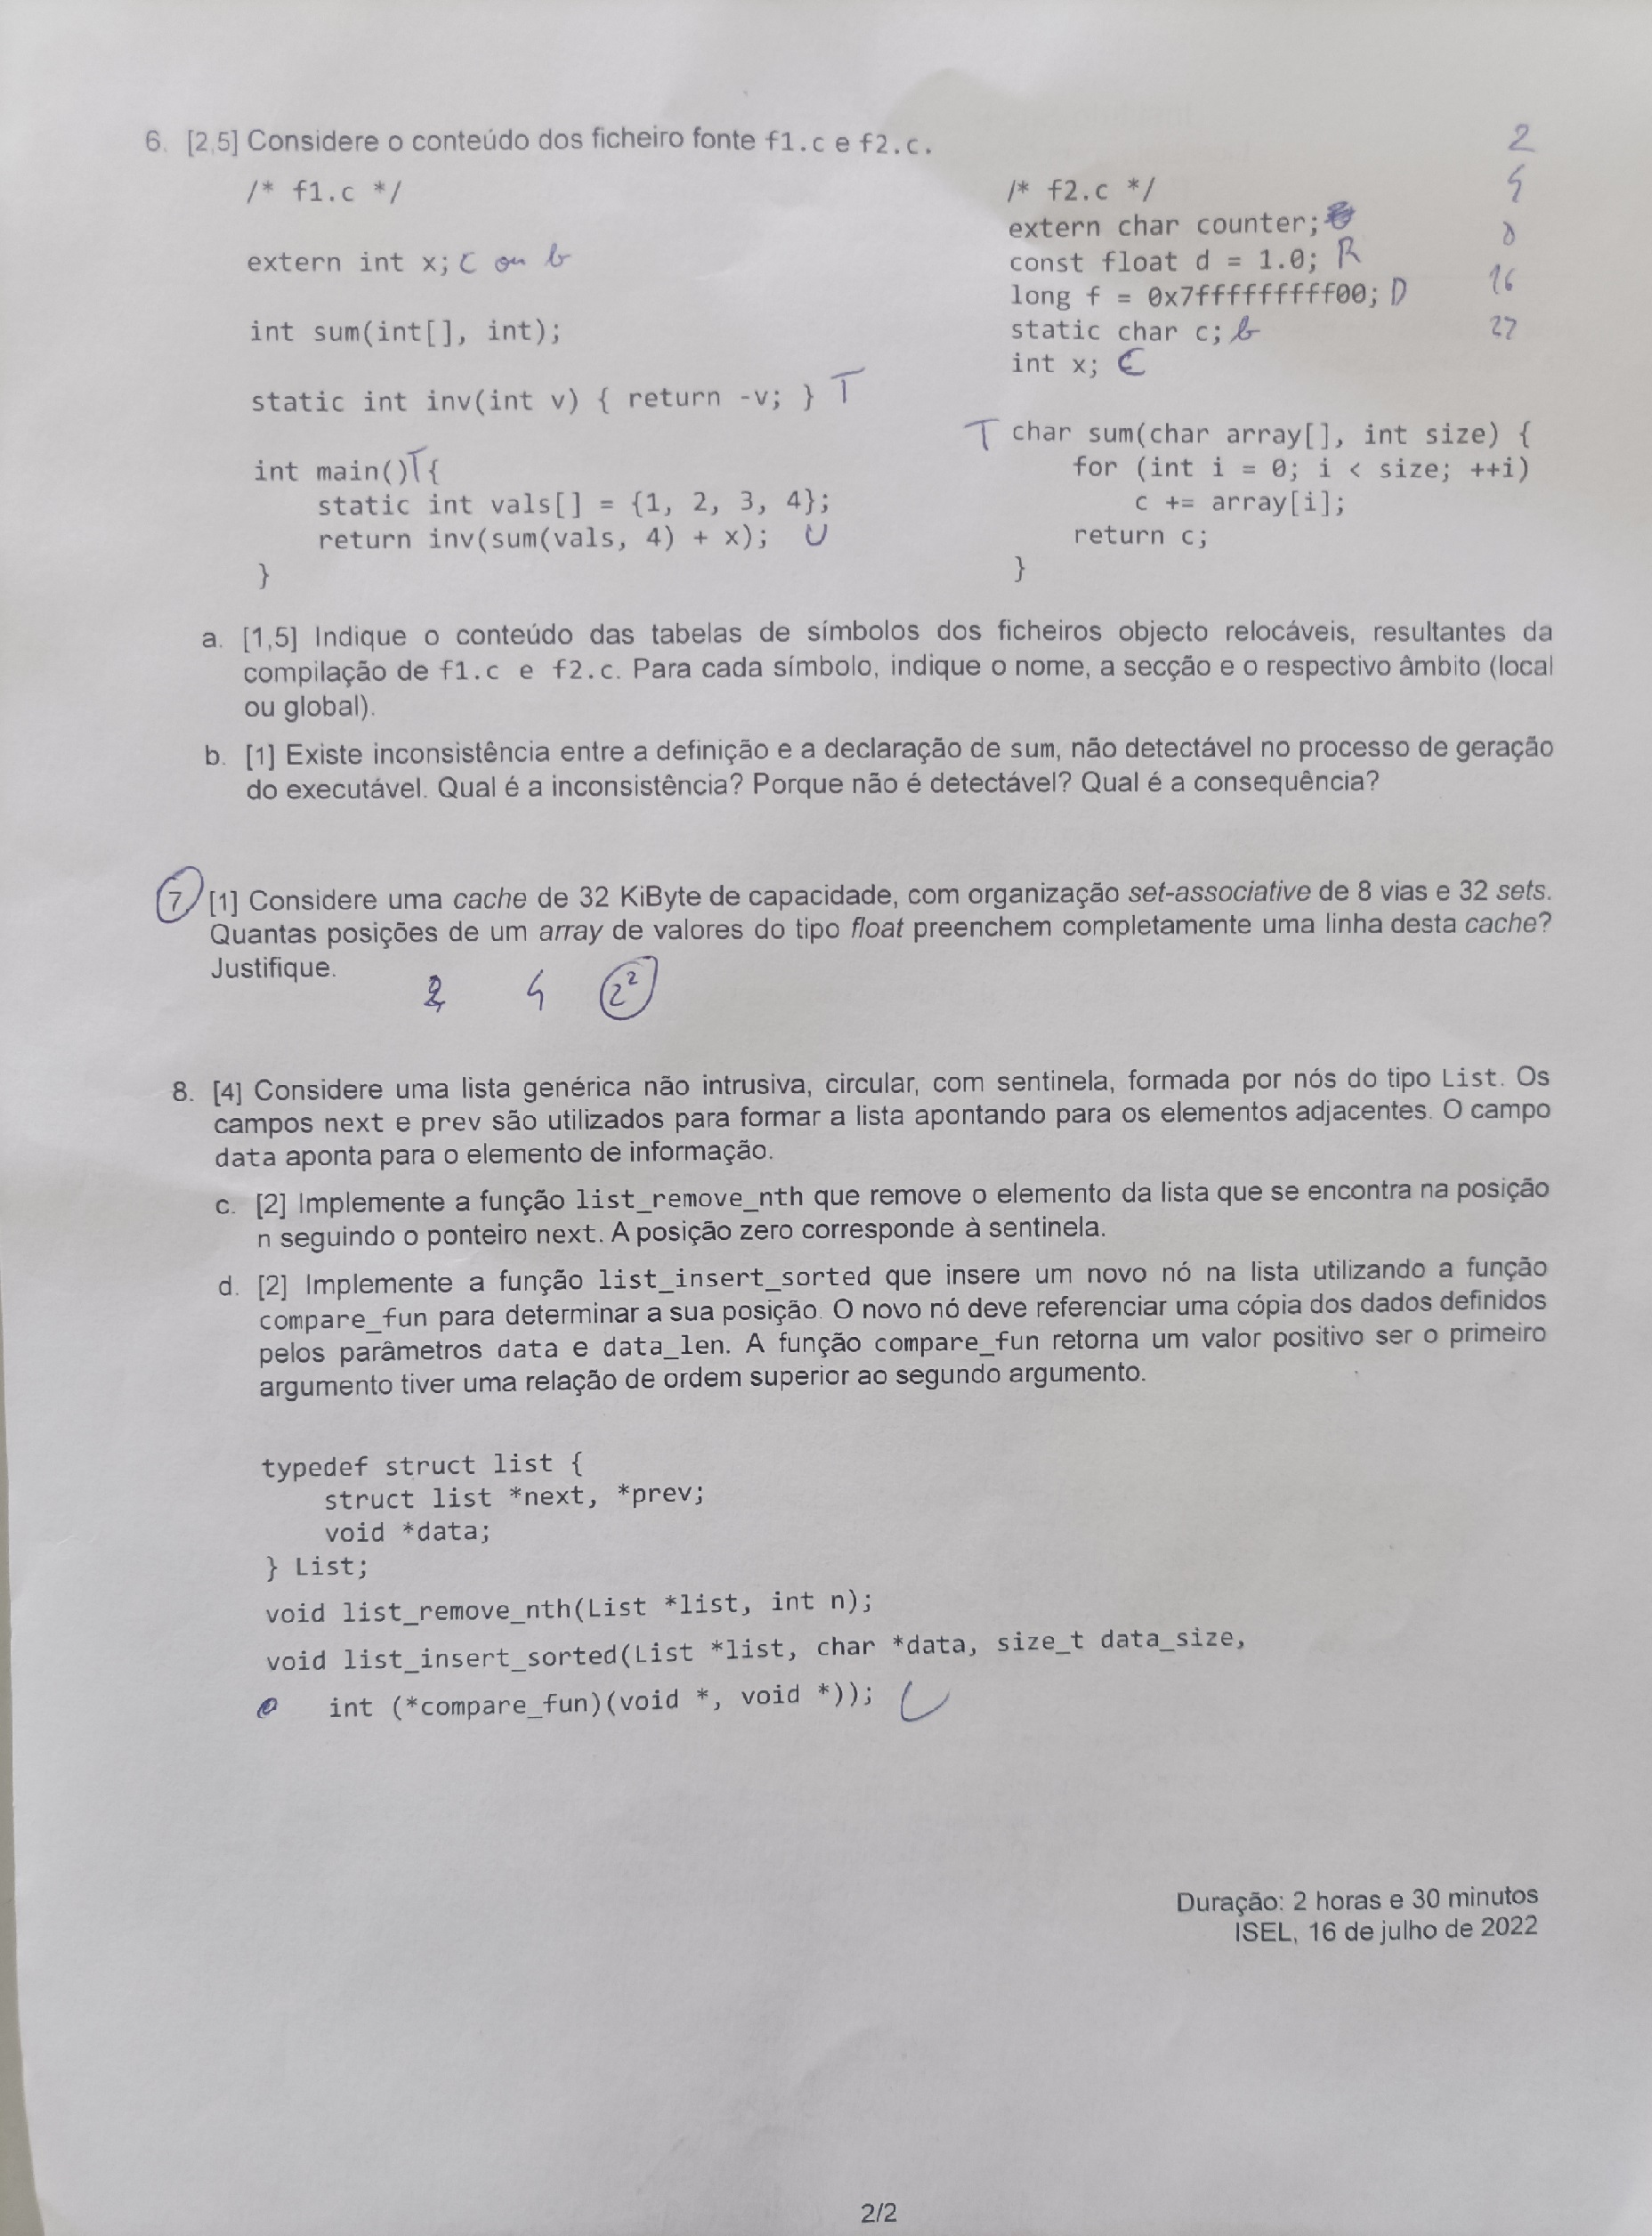 6. [2,5] Considere o conteúdo dos ficheiro fonte f1.c e f2.c.
/* f1.c */
extern int x; C ou b
int sum(int[], int);
static int inv(int v) { return -v; } T
int main() T {
static int vals[] = {1, 2, 3, 4};
return inv(sum(vals, 4) + x); U
}
/* f2.c */
extern char counter;
const float d = 1.0; R
long f = 0x7fffffffff00; D
static char c; b
int x; C
T char sum(char array[], int size) {
for (int i = 0; i < size; ++i)
c += array[i];
return c;
}
2
4
8
16
a. [1,5] Indique o conteúdo das tabelas de símbolos dos ficheiros objecto relocáveis, resultantes da
compilação de f1.c e f2.c. Para cada símbolo, indique o nome, a secção e o respectivo âmbito (local
ou global).
b. [1] Existe inconsistência entre a definição e a declaração de sum, não detectável no processo de geração
do executável. Qual é a inconsistência? Porque não é detectável? Qual é a consequência?
7 [1] Considere uma cache de 32 KiByte de capacidade, com organização set-associative de 8 vias e 32 sets.
Quantas posições de um array de valores do tipo float preenchem completamente uma linha desta cache?
Justifique.
4 2²
8. [4] Considere uma lista genérica não intrusiva, circular, com sentinela, formada por nós do tipo List. Os
campos next e prev são utilizados para formar a lista apontando para os elementos adjacentes. O campo
data aponta para o elemento de informação.
c. [2] Implemente a função list_remove_nth que remove o elemento da lista que se encontra na posição
n seguindo o ponteiro next. A posição zero corresponde à sentinela.
d. [2] Implemente a função list_insert_sorted que insere um novo nó na lista utilizando a função
compare_fun para determinar a sua posição. O novo nó deve referenciar uma cópia dos dados definidos
pelos parâmetros data e data_len. A função compare_fun retorna um valor positivo ser o primeiro
argumento tiver uma relação de ordem superior ao segundo argumento.
typedef struct list {
struct list *next, *prev;
void *data;
} List;
void list_remove_nth(List *list, int n);
void list_insert_sorted(List *list, char *data, size_t data_size,
int (*compare_fun)(void *, void *));
Duração: 2 horas e 30 minutos
ISEL, 16 de julho de 2022
2/2